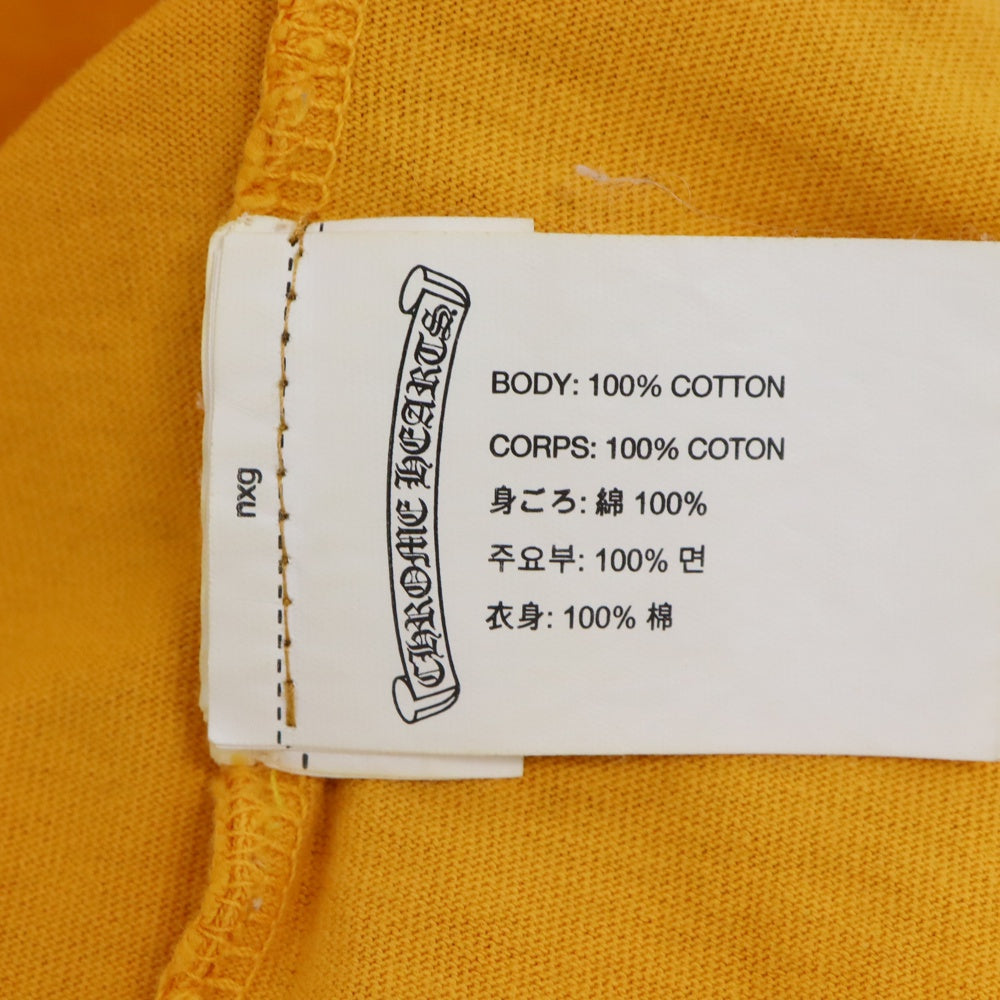 nxg
CHROME HEARTS
BODY: 100% COTTON
CORPS: 100% COTON
身ごろ: 綿 100%
주요부: 100% 면
衣身: 100% 棉